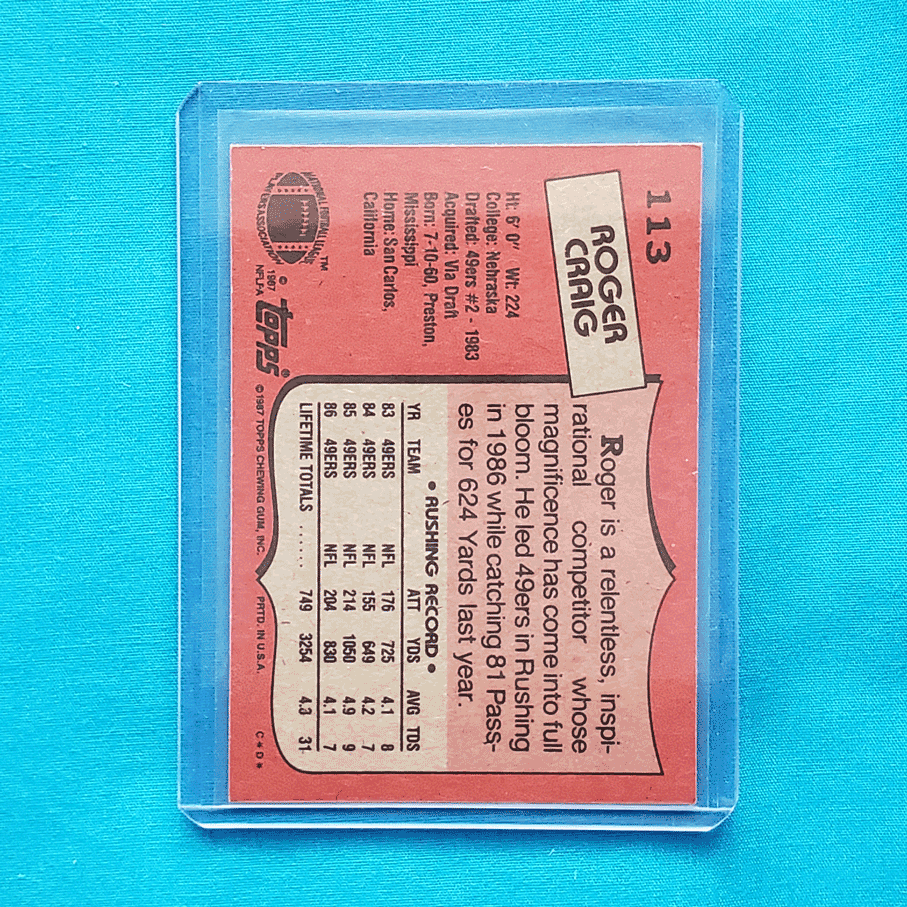 113
ROGER
CRAIG
Ht: 6' 0" Wt: 224
College: Nebraska
Drafted: 49ers #2 - 1983
Acquired: Via Draft
Born: 7-10-60, Preston,
Mississippi
Home: San Carlos,
California
NATIONAL FOOTBALL LEAGUE
PLAYERS ASSOCIATION
TM
© 1987
NFLPA
topps®
Roger is a relentless, inspi-
rational competitor whose
magnificence has come into full
bloom. He led 49ers in Rushing
in 1986 while catching 81 Pass-
es for 624 Yards last year.
• RUSHING RECORD •
YR TEAM ATT YDS AVG TDS
83 49ERS NFL 176 725 4.1 8
84 49ERS NFL 155 649 4.2 7
85 49ERS NFL 214 1050 4.9 9
86 49ERS NFL 204 830 4.1 7
LIFETIME TOTALS ...... 749 3254 4.3 31
© 1987 TOPPS CHEWING GUM, INC. PRTD. IN U.S.A. C*D*